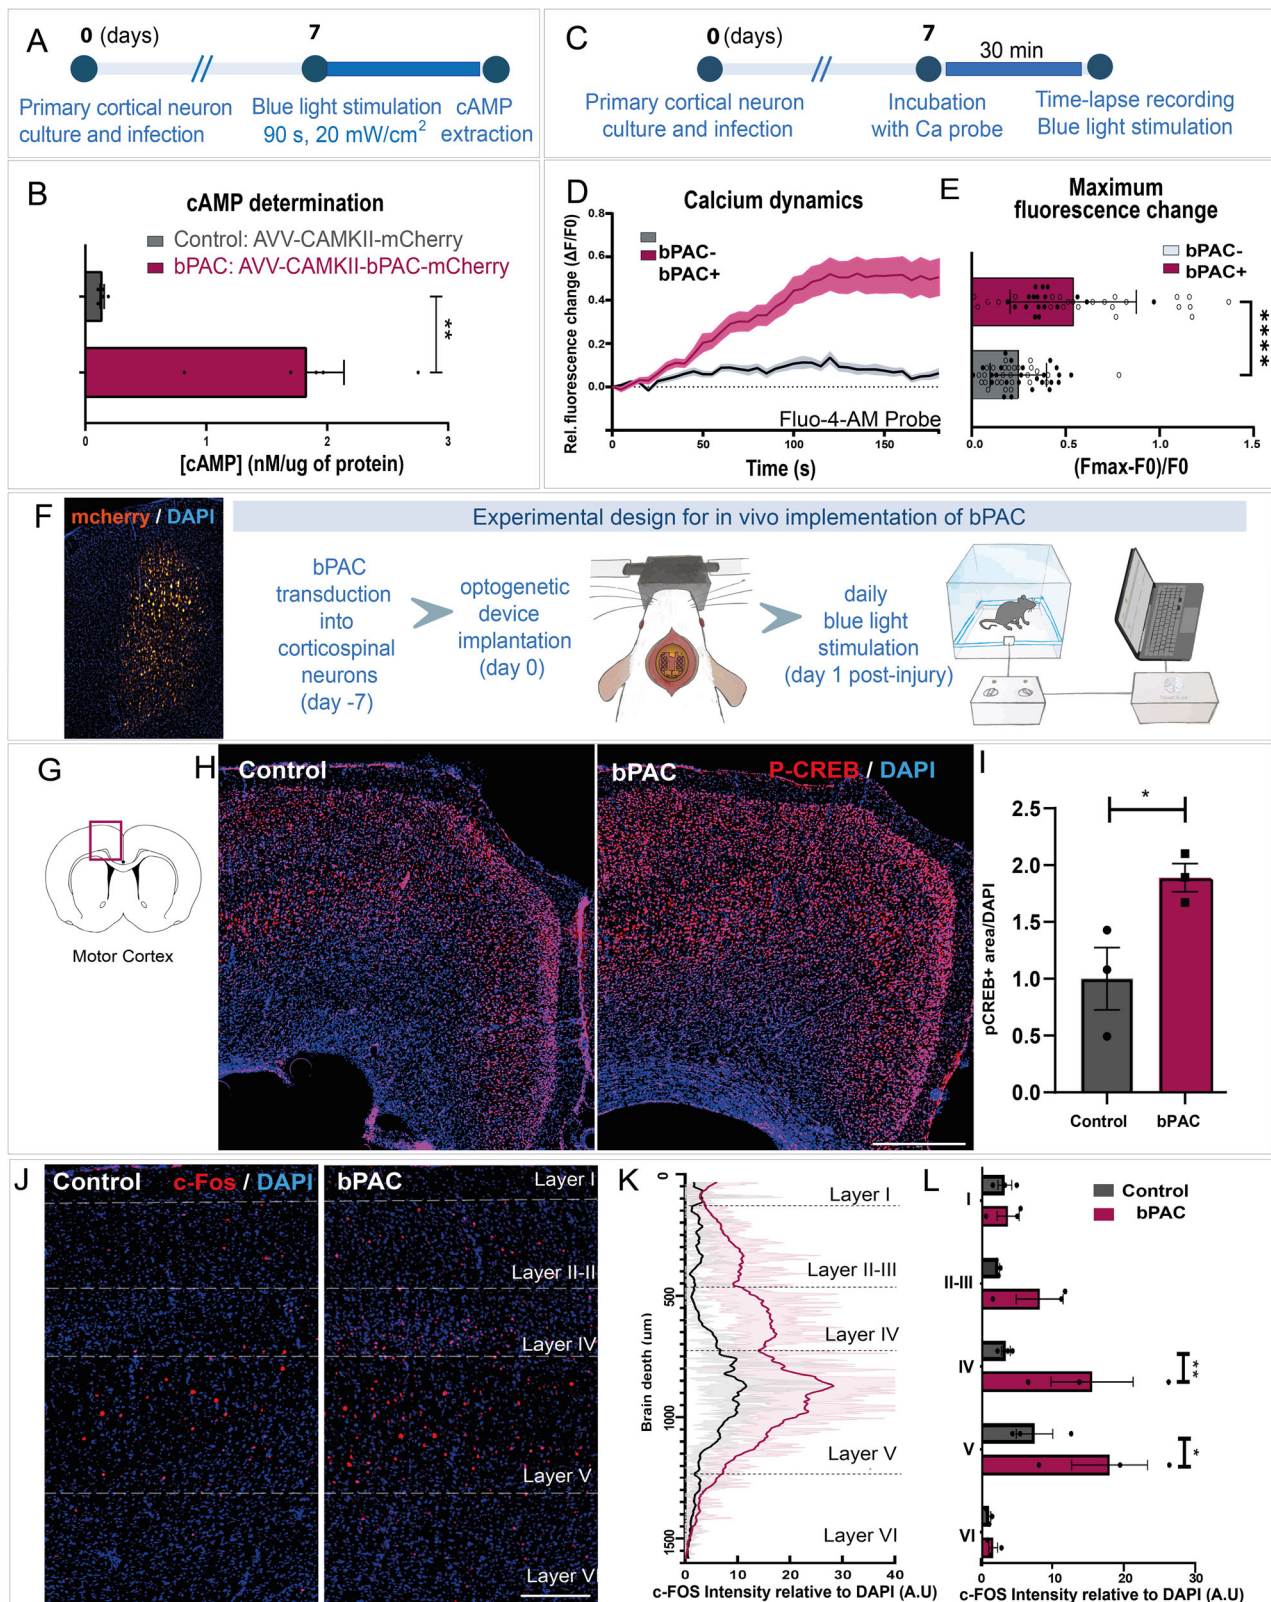 A
0 (days)
7
Primary cortical neuron
culture and infection
Blue light stimulation
90 s, 20 mW/cm²
cAMP
extraction
C
0 (days)
7
30 min
Primary cortical neuron
culture and infection
Incubation
with Ca probe
Time-lapse recording
Blue light stimulation
B
cAMP determination
Control: AVV-CAMKII-mCherry
bPAC: AVV-CAMKII-bPAC-mCherry
**
0
1
2
3
[cAMP] (nM/ug of protein)
D
Calcium dynamics
bPAC-
bPAC+
Rel. fluorescence change (ΔF/F0)
0.8
0.6
0.4
0.2
0.0
Fluo-4-AM Probe
0
50
100
150
Time (s)
E
Maximum
fluorescence change
bPAC-
bPAC+
****
0.0
0.5
1.0
1.5
(Fmax-F0)/F0
F
mcherry / DAPI
Experimental design for in vivo implementation of bPAC
bPAC
transduction
into
corticospinal
neurons
(day -7)
optogenetic
device
implantation
(day 0)
daily
blue light
stimulation
(day 1 post-injury)
G
Motor Cortex
H
Control
bPAC
P-CREB / DAPI
I
*
pCREB+ area/DAPI
2.5
2.0
1.5
1.0
0.5
0.0
Control
bPAC
J
Control
c-Fos / DAPI
bPAC
Layer I
Layer II-III
Layer IV
Layer V
Layer VI
K
Brain depth (um)
0
500
1000
1500
Layer I
Layer II-III
Layer IV
Layer V
Layer VI
0
10
20
30
40
c-FOS Intensity relative to DAPI (A.U)
L
Control
bPAC
I
II-III
IV
V
VI
**
*
0
10
20
30
c-FOS Intensity relative to DAPI (A.U)